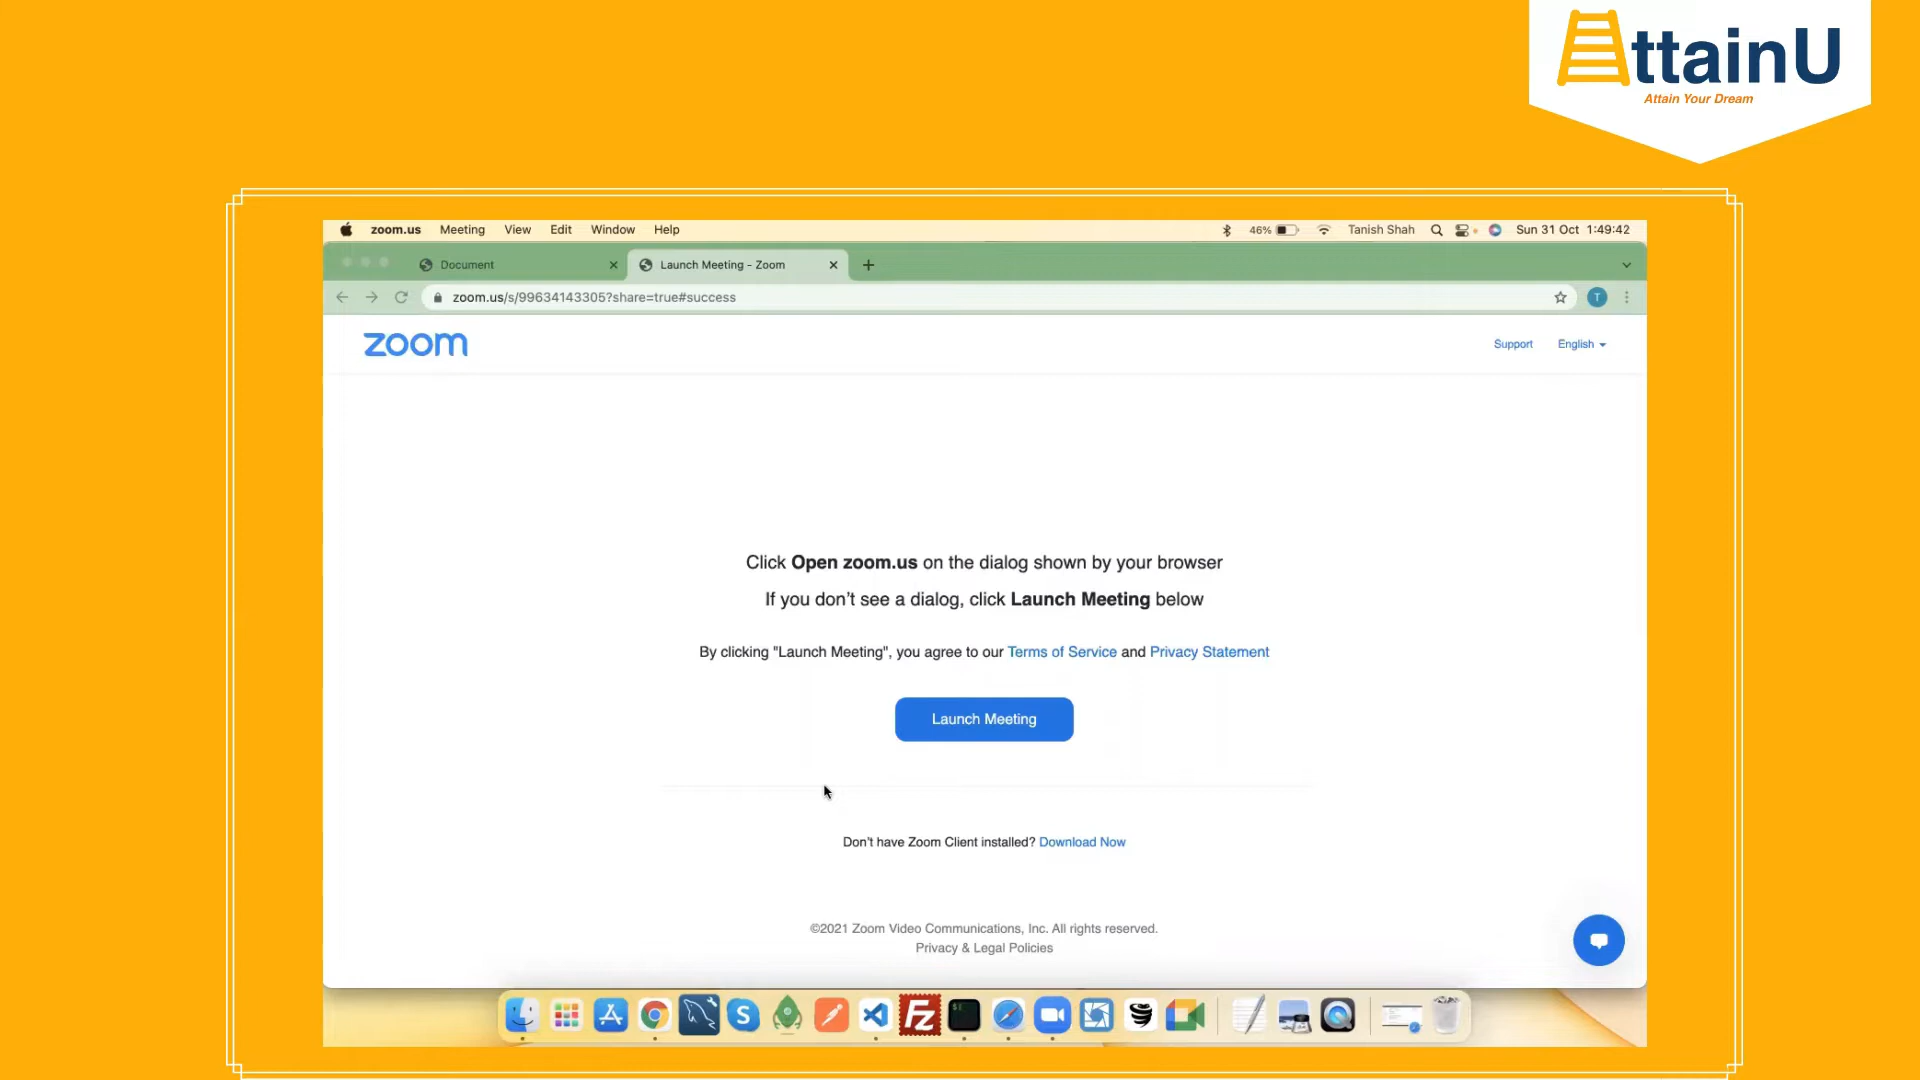 AttainU
Attain Your Dream
zoom.us Meeting View Edit Window Help 46% Tanish Shah Sun 31 Oct 1:49:42
Document Launch Meeting - Zoom
zoom.us/s/99634143305?share=true#success T
zoom Support English
Click Open zoom.us on the dialog shown by your browser
If you don’t see a dialog, click Launch Meeting below
By clicking "Launch Meeting", you agree to our Terms of Service and Privacy Statement
Launch Meeting
Don’t have Zoom Client installed? Download Now
©2021 Zoom Video Communications, Inc. All rights reserved.
Privacy & Legal Policies
S Fz